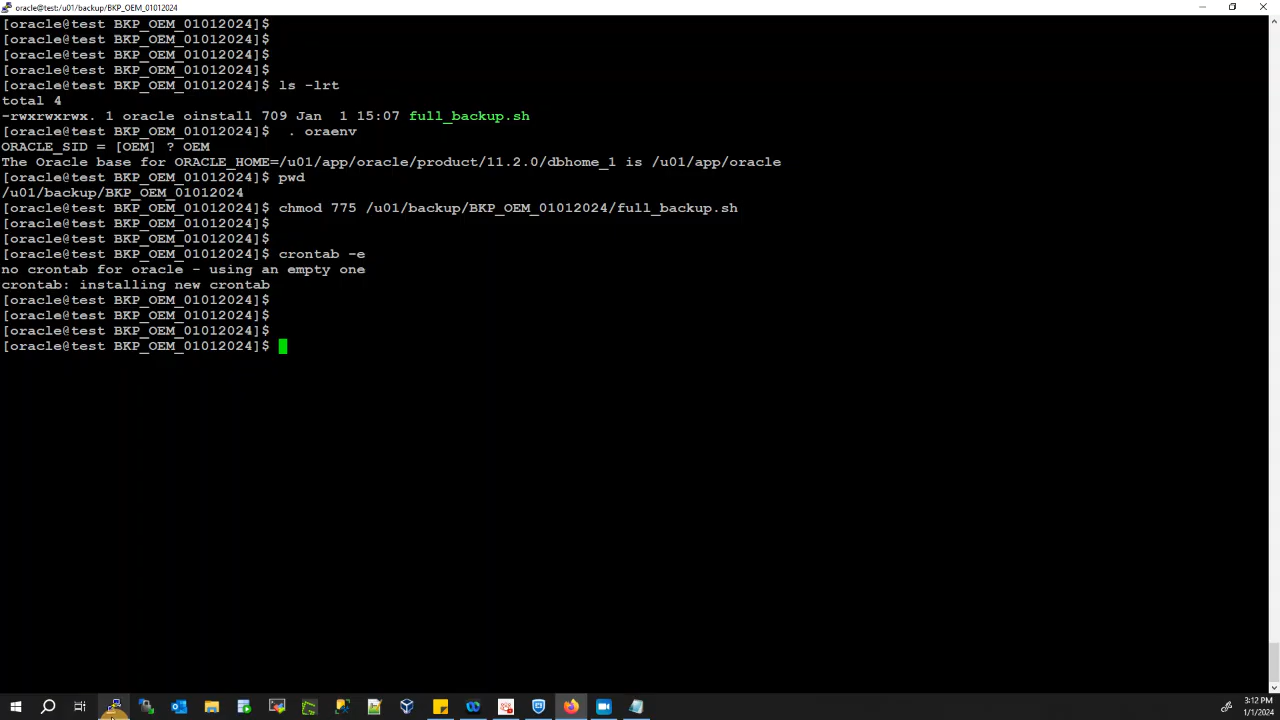 oracle@test:/u01/backup/BKP_OEM_01012024
[oracle@test BKP_OEM_01012024]$
[oracle@test BKP_OEM_01012024]$
[oracle@test BKP_OEM_01012024]$
[oracle@test BKP_OEM_01012024]$
[oracle@test BKP_OEM_01012024]$ ls -lrt
total 4
-rwxrwxrwx. 1 oracle oinstall 709 Jan  1 15:07 full_backup.sh
[oracle@test BKP_OEM_01012024]$  . oraenv
ORACLE_SID = [OEM] ? OEM
The Oracle base for ORACLE_HOME=/u01/app/oracle/product/11.2.0/dbhome_1 is /u01/app/oracle
[oracle@test BKP_OEM_01012024]$ pwd
/u01/backup/BKP_OEM_01012024
[oracle@test BKP_OEM_01012024]$ chmod 775 /u01/backup/BKP_OEM_01012024/full_backup.sh
[oracle@test BKP_OEM_01012024]$
[oracle@test BKP_OEM_01012024]$
[oracle@test BKP_OEM_01012024]$ crontab -e
no crontab for oracle - using an empty one
crontab: installing new crontab
[oracle@test BKP_OEM_01012024]$
[oracle@test BKP_OEM_01012024]$
[oracle@test BKP_OEM_01012024]$
[oracle@test BKP_OEM_01012024]$
3:12 PM
1/1/2024